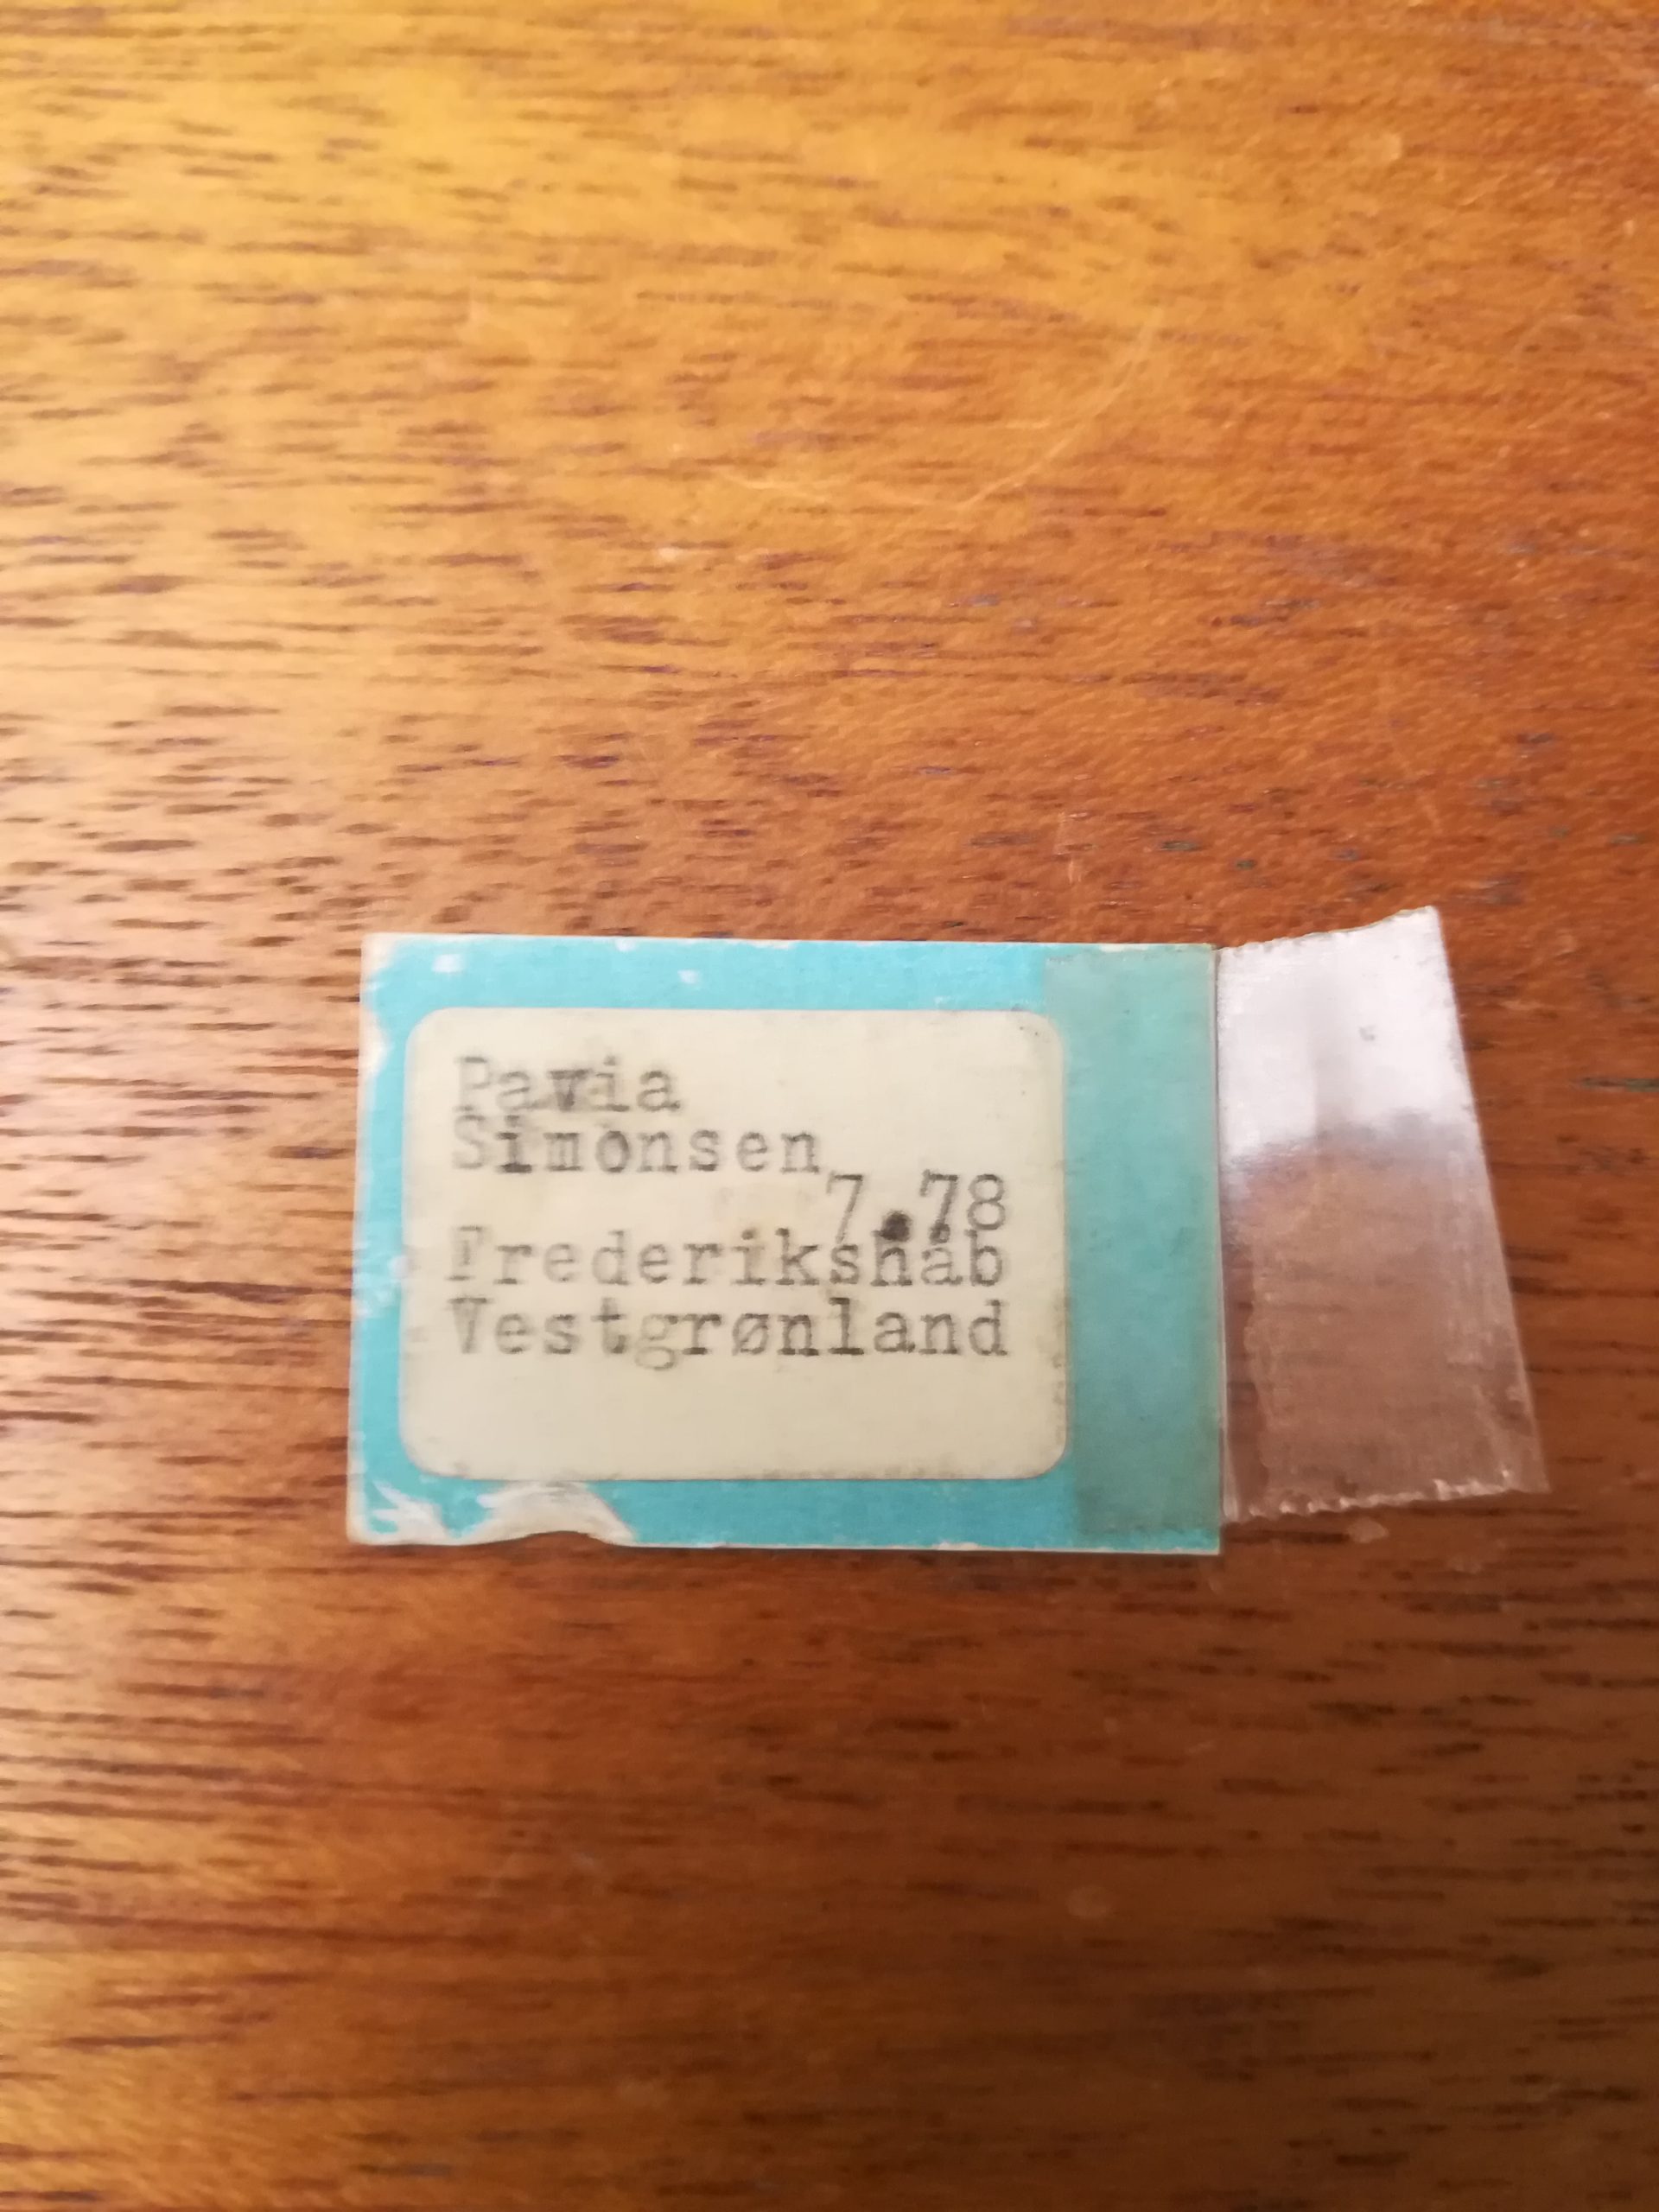 Pavia
Simonsen
7.78
Frederikshåb
Vestgrønland